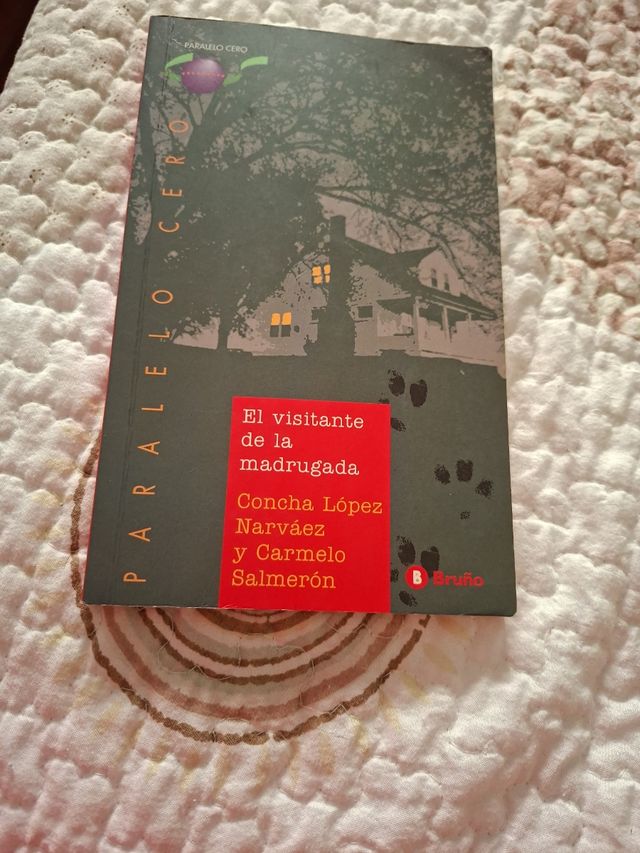 PARALELO CERO
PARALELO CERO
El visitante
de la
madrugada
Concha López
Narváez
y Carmelo
Salmerón
B Bruño